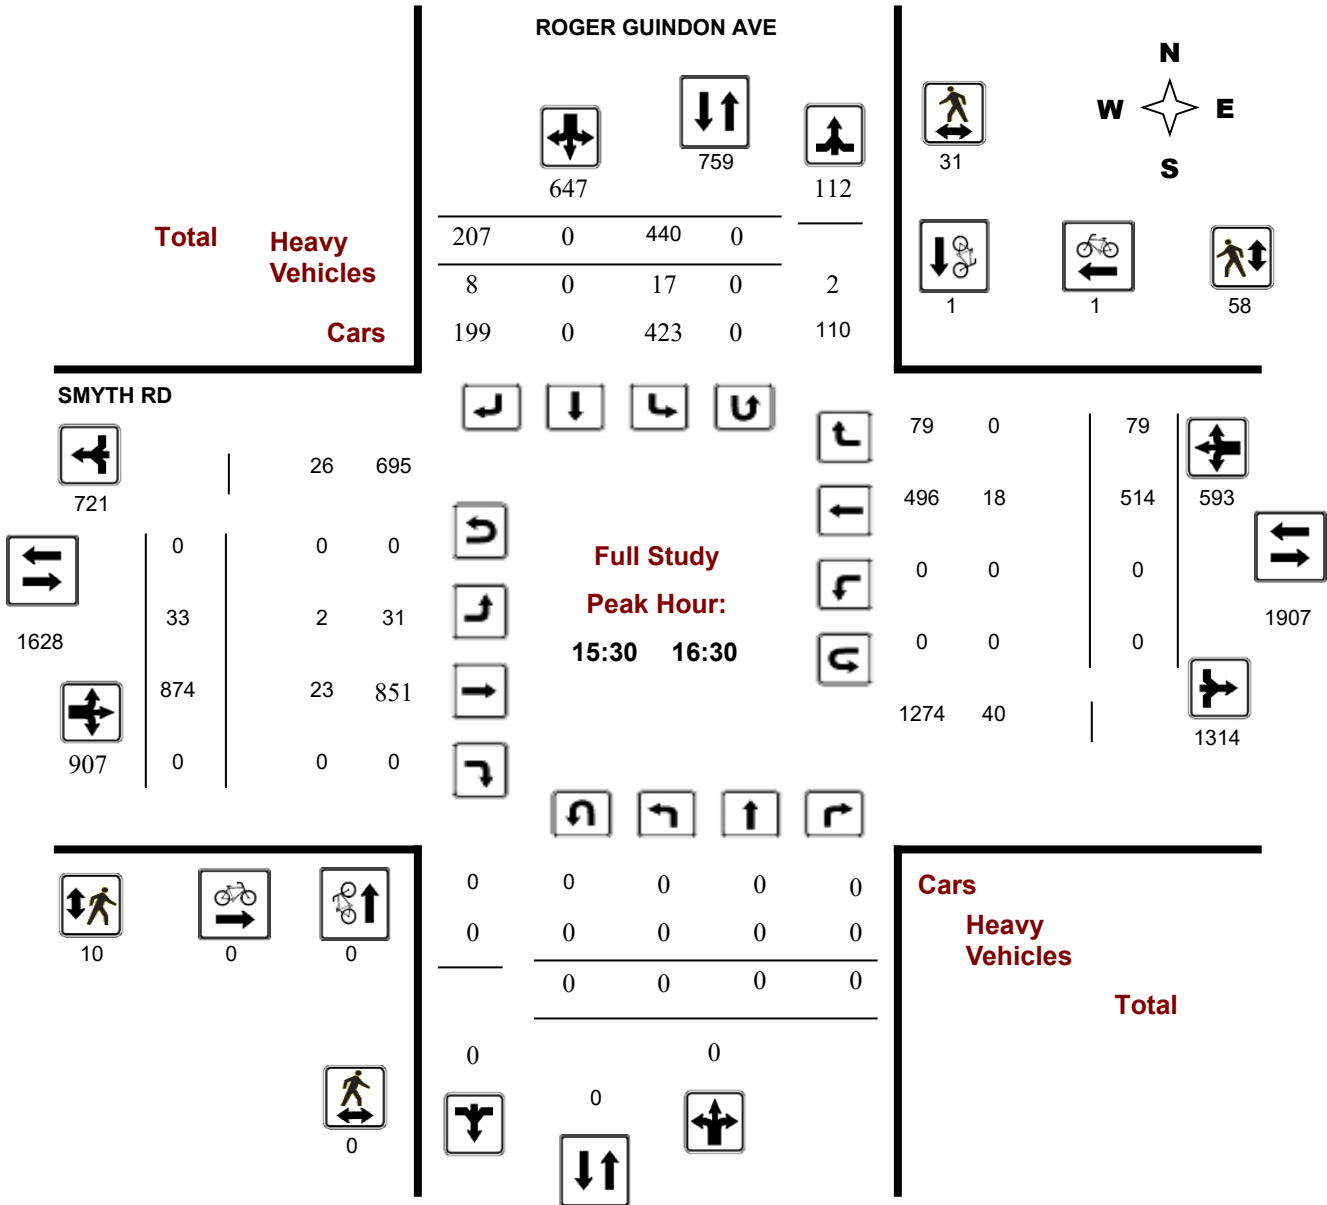 ROGER GUINDON AVE
N
W E
S
759
31
647 112
Total Heavy Vehicles
207 0 440 0
8 0 17 0 2
1 1 58
Cars
199 0 423 0 110
SMYTH RD
79 0 79
26 695
721
496 18 514 593
0 0 0
Full Study
0 0 0
Peak Hour:
33 2 31
1907
1628
15:30 16:30
0 0 0
874 23 851
1274 40
1314
907 0 0 0
0 0 0 0 0
Cars
0 0 0 0 0
Heavy Vehicles
10 0 0
0 0 0 0
Total
0 0
0
0